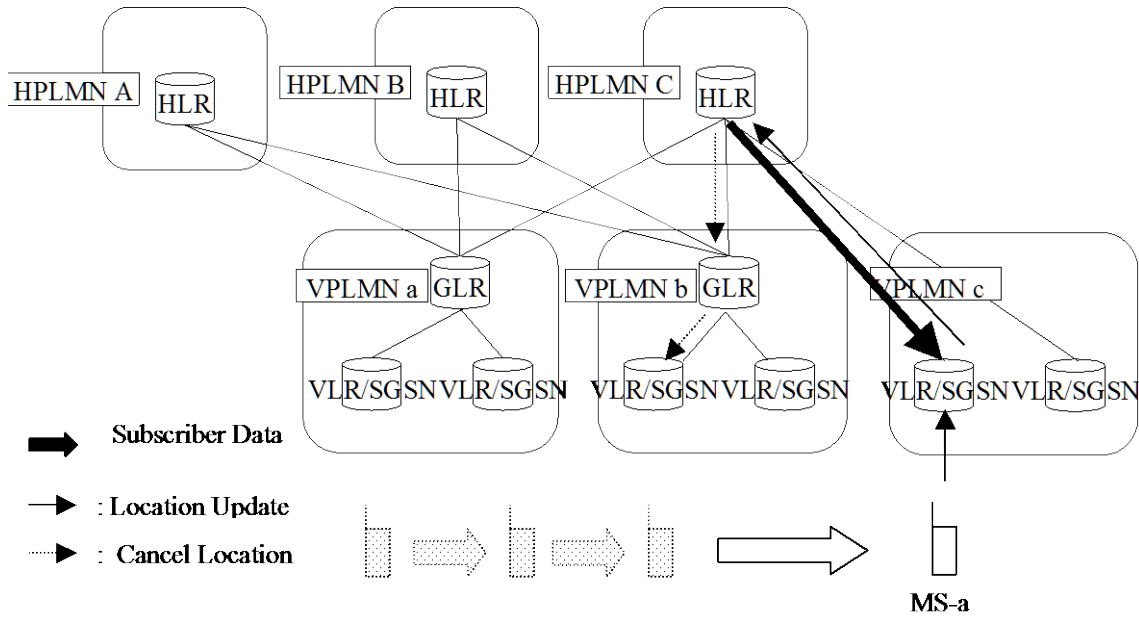 HPLMN A
HLR
HPLMN B
HLR
HPLMN C
HLR
VPLMN a
GLR
VPLMN b
GLR
VPLMN c
VLR/SGSN
VLR/SGSN
VLR/SGSN
VLR/SGSN
VLR/SGSN
VLR/SGSN
Subscriber Data
: Location Update
: Cancel Location
MS-a